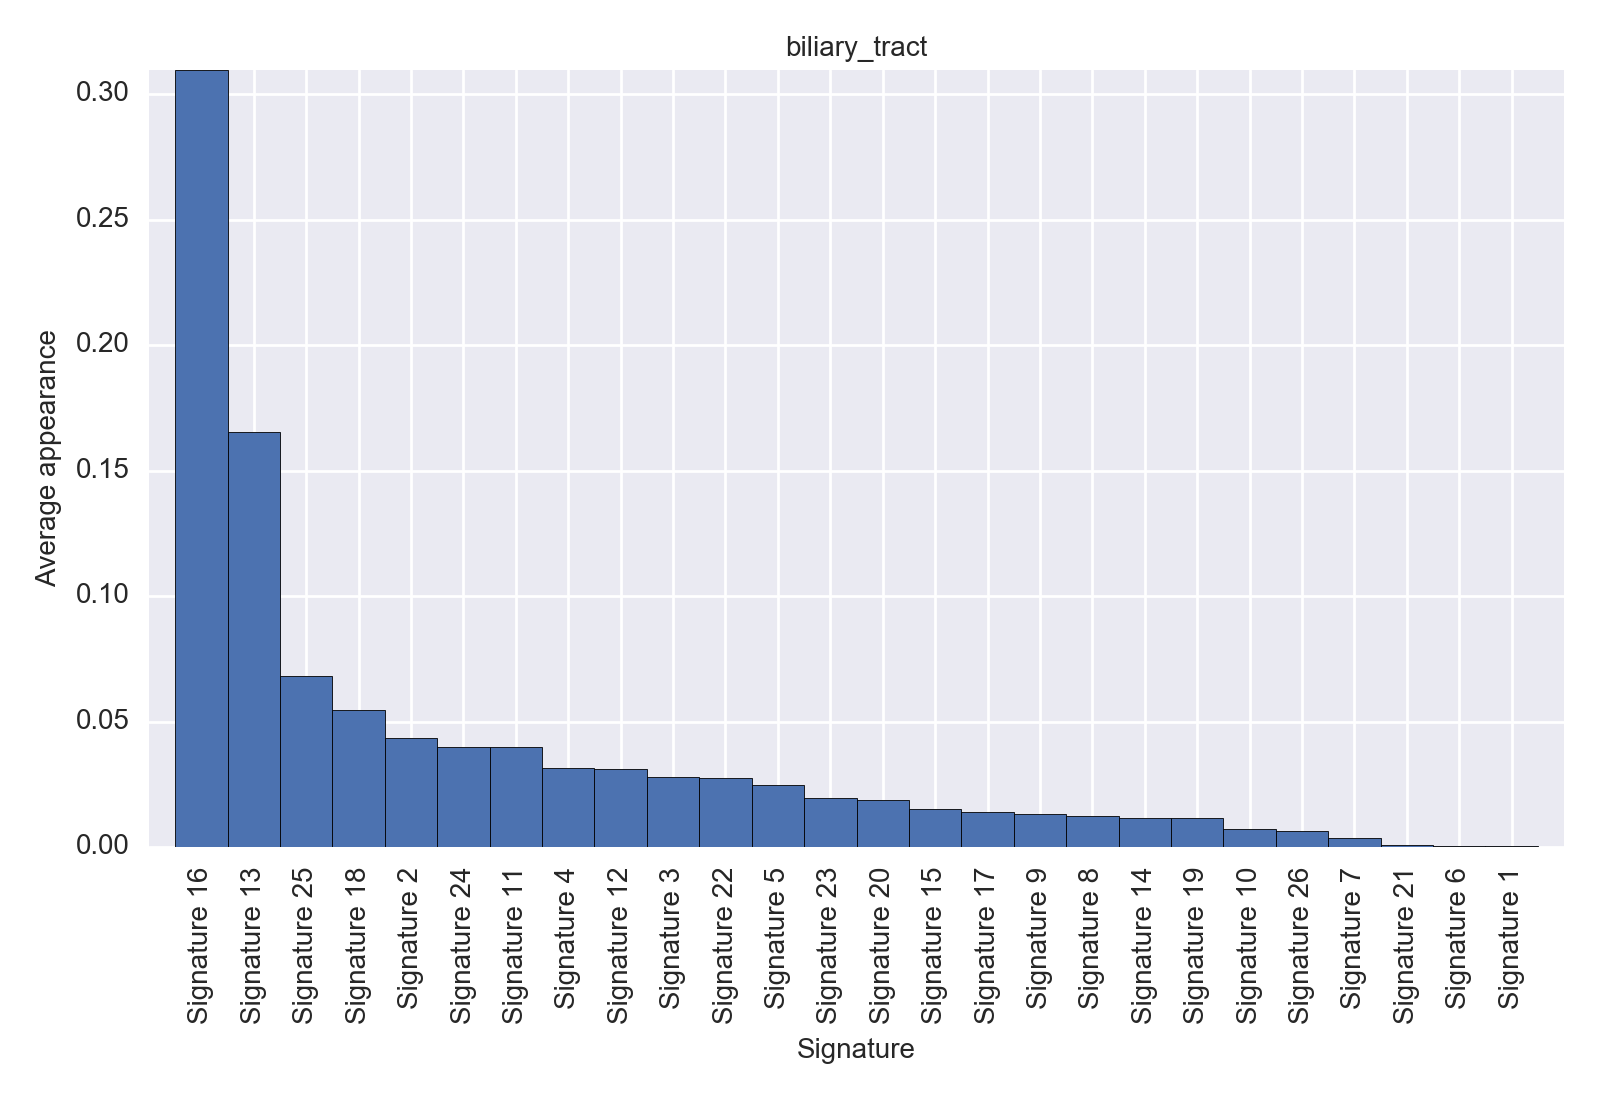 biliary_tract
0.30
0.25
0.20
0.15
0.10
0.05
0.00
Average appearance
Signature 16
Signature 13
Signature 25
Signature 18
Signature 2
Signature 24
Signature 11
Signature 4
Signature 12
Signature 3
Signature 22
Signature 5
Signature 23
Signature 20
Signature 15
Signature 17
Signature 9
Signature 8
Signature 14
Signature 19
Signature 10
Signature 26
Signature 7
Signature 21
Signature 6
Signature 1
Signature